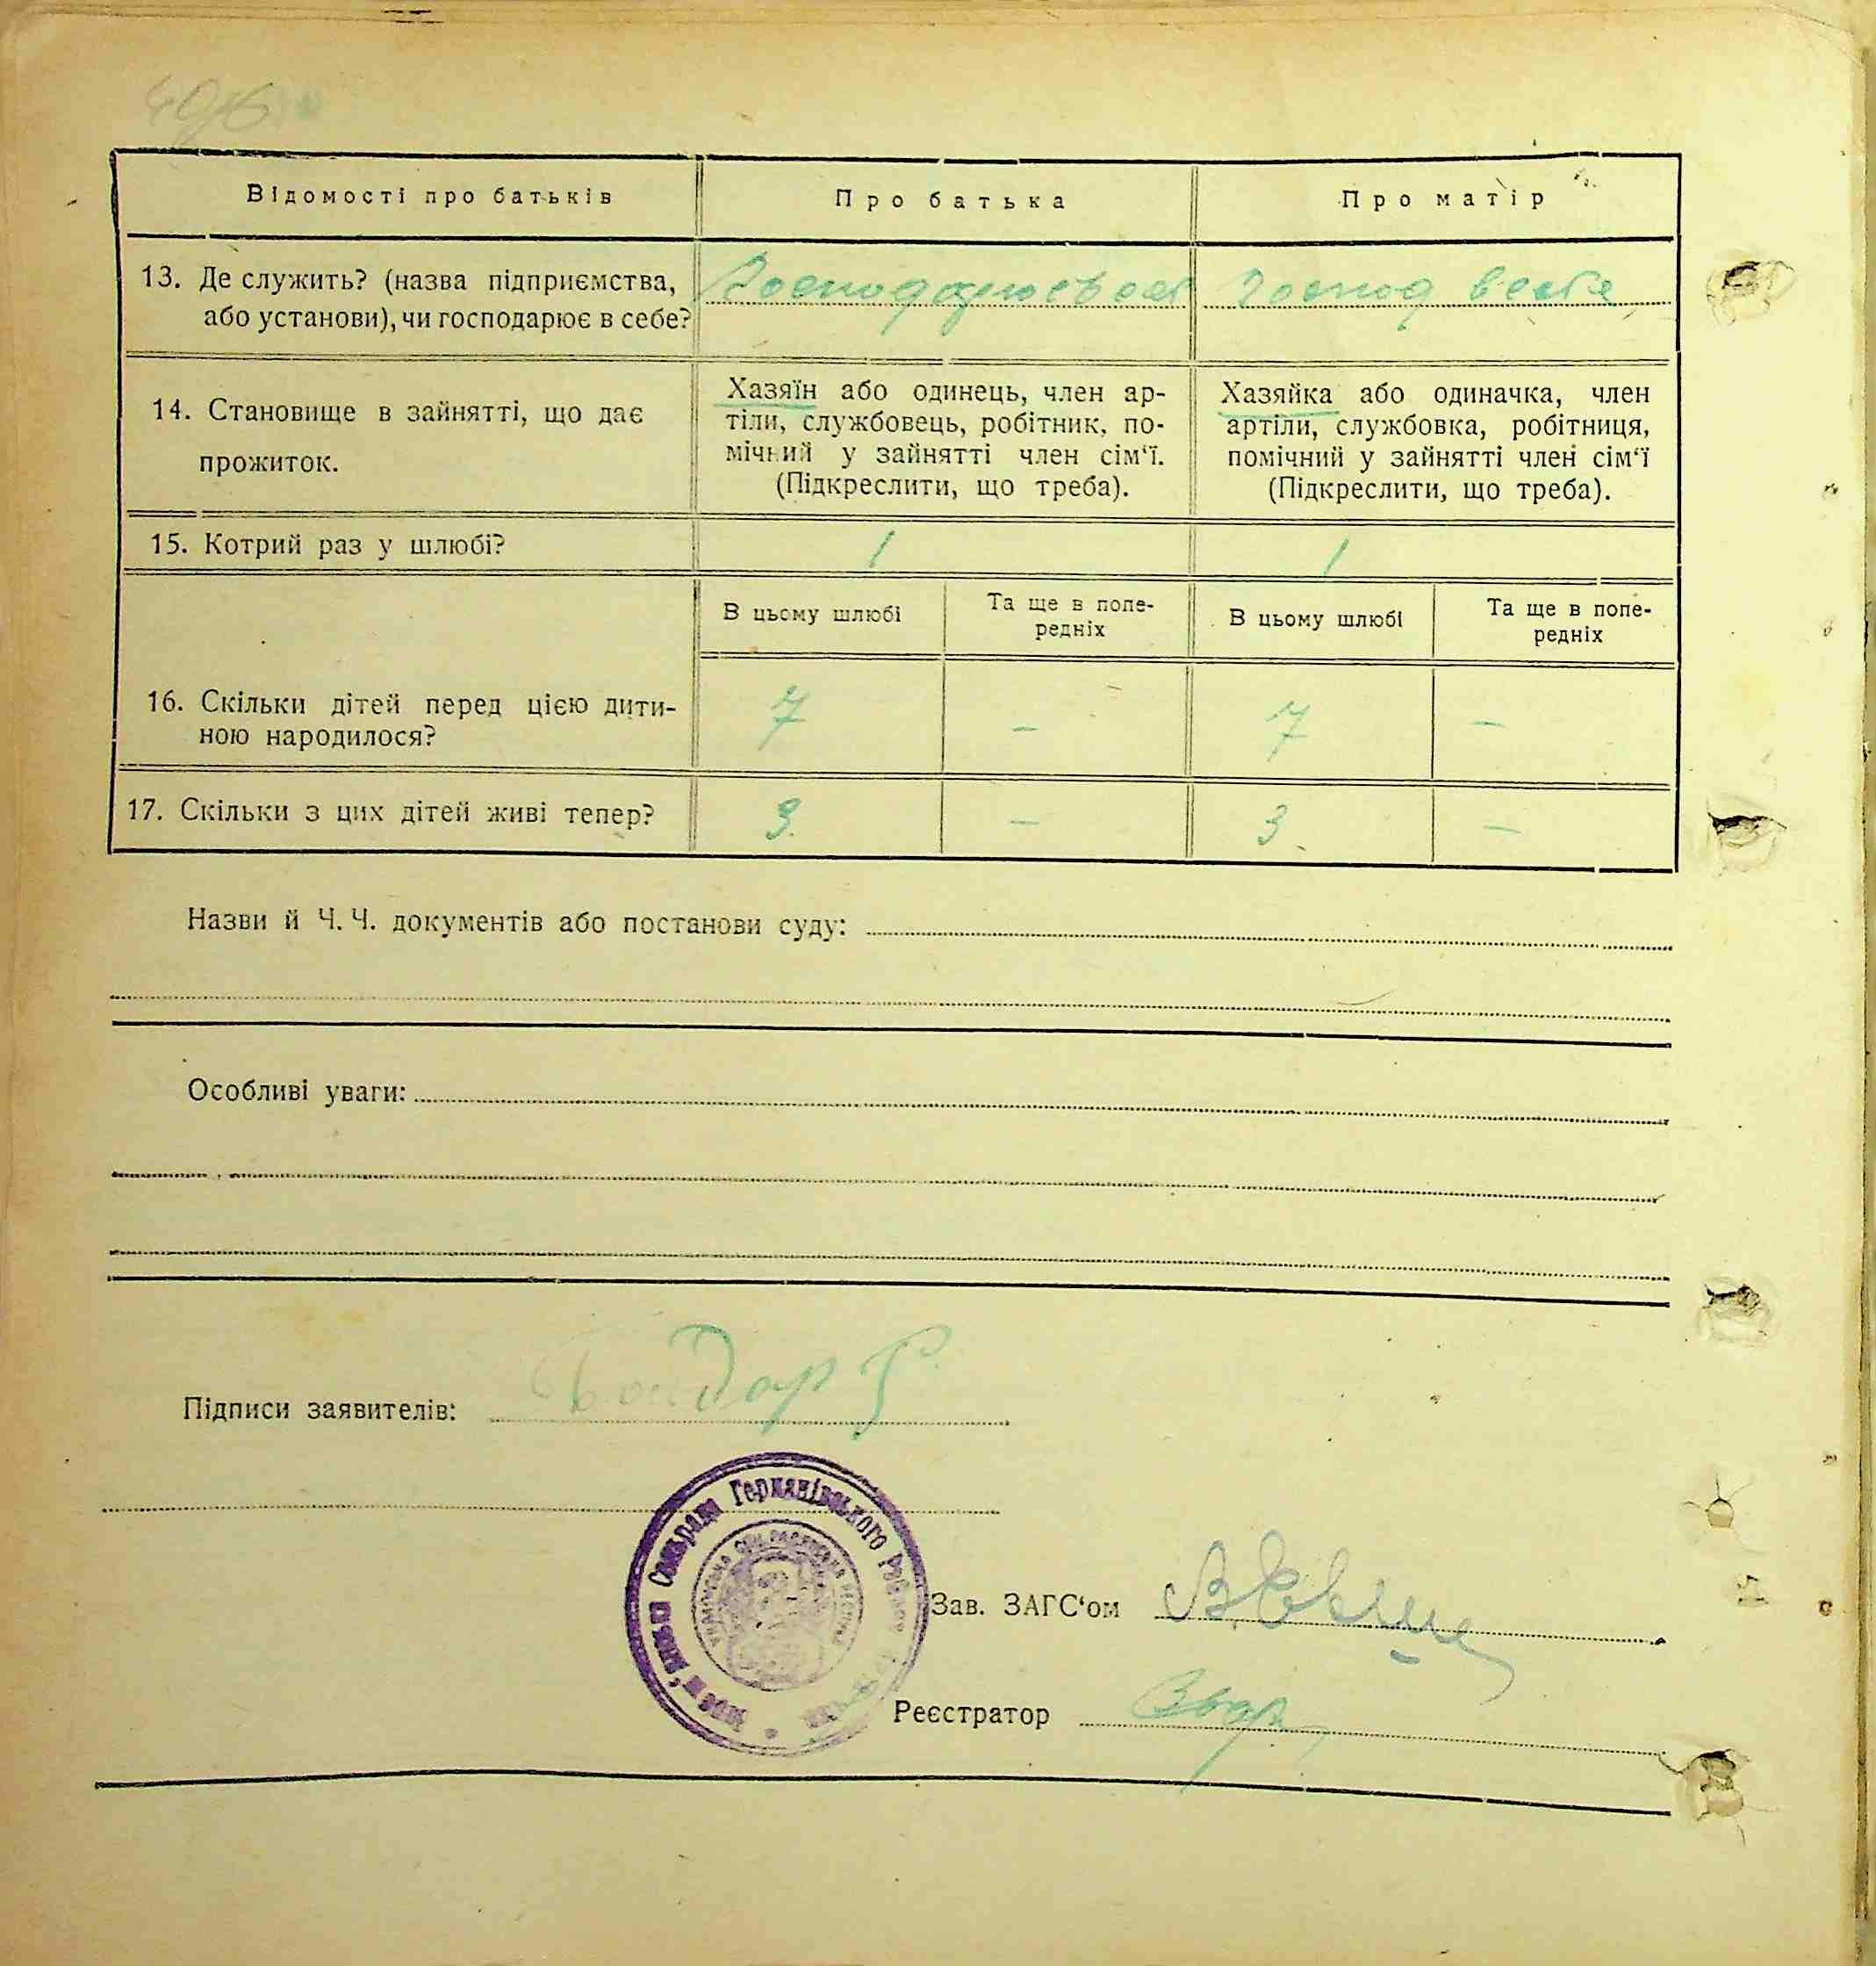 Відомості про батьків
Про батька
Про матір
13. Де служить? (назва підприємства,
або установи), чи господарює в себе?
Господарює в себе
Господ в себе
14. Становище в зайнятті, що дає
прожиток.
Хазяїн або одинець, член ар-
тіли, службовець, робітник, по-
мічний у зайнятті член сім‘ї.
(Підкреслити, що треба).
Хазяйка або одиначка, член
артіли, службовка, робітниця,
помічний у зайнятті член сім‘ї
(Підкреслити, що треба).
15. Котрий раз у шлюбі?
1
1
В цьому шлюбі
Та ще в попе-
редніх
В цьому шлюбі
Та ще в попе-
редніх
16. Скільки дітей перед цією дити-
ною народилося?
7
—
7
—
17. Скільки з цих дітей живі тепер?
3
—
3
—
Назви й Ч. Ч. документів або постанови суду:
Особливі уваги:
Підписи заявителів:
Бондар Г
Сільрада Германівського Району
Зав. ЗАГС‘ом
Реєстратор